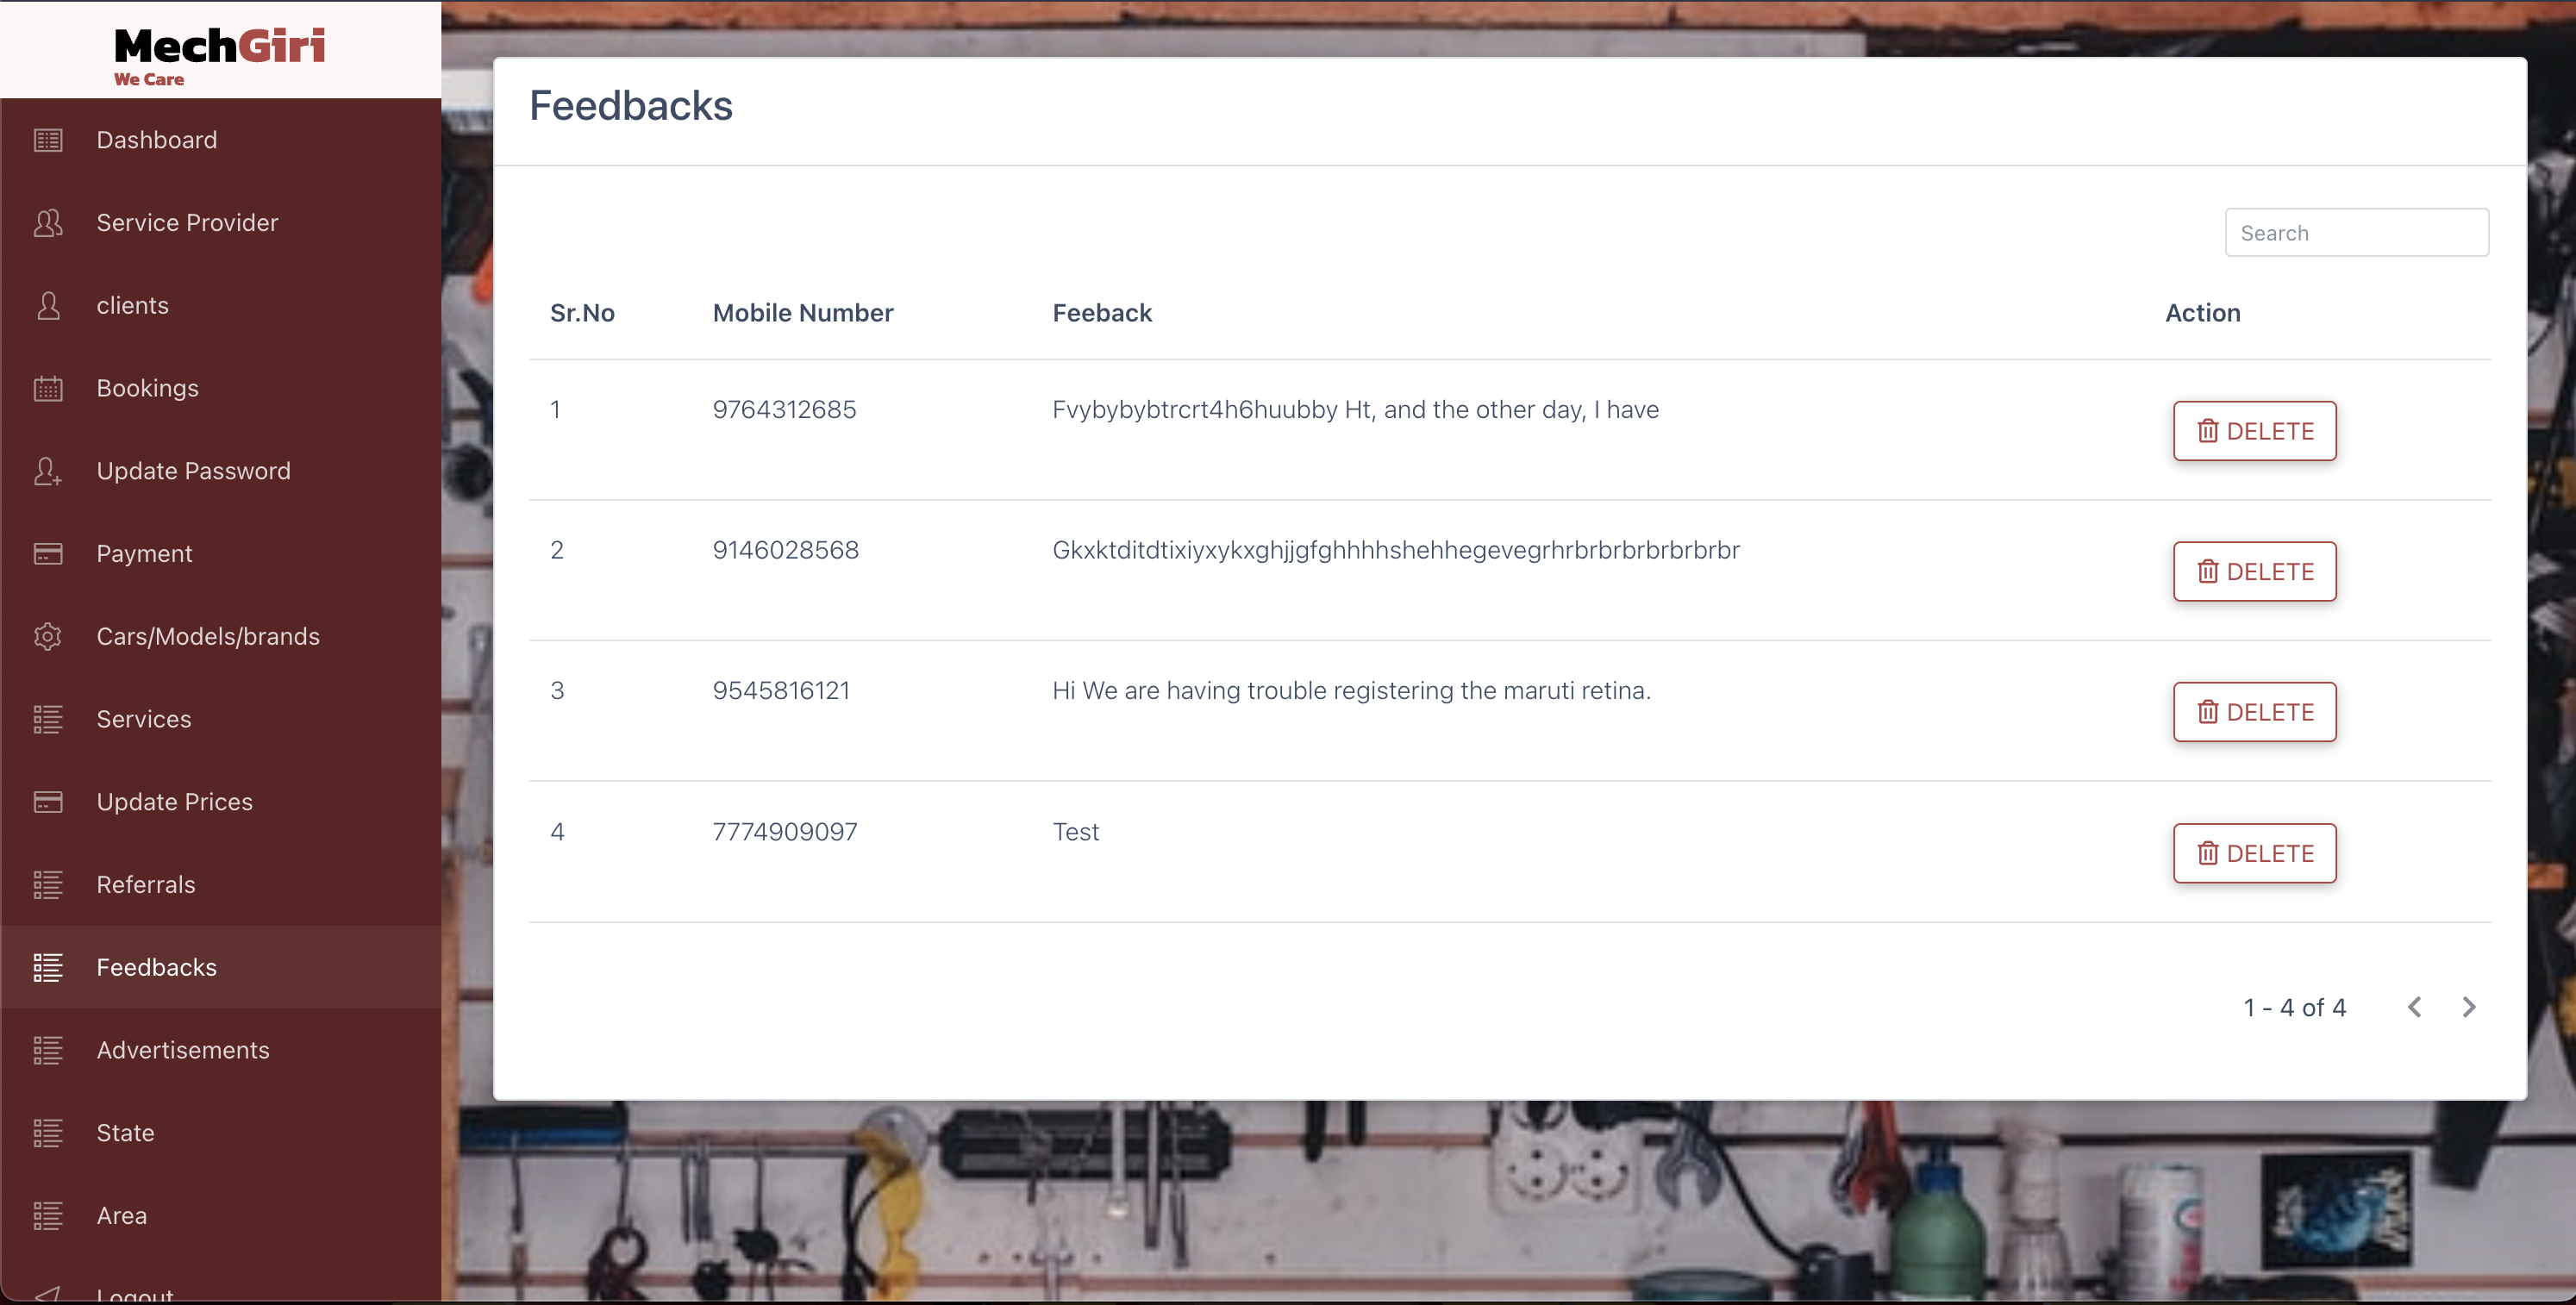 MechGiri
We Care
Dashboard
Service Provider
clients
Bookings
Update Password
Payment
Cars/Models/brands
Services
Update Prices
Referrals
Feedbacks
Advertisements
State
Area
Logout
Feedbacks
Search
Sr.No Mobile Number Feeback Action
1 9764312685 Fvybybybtrcrt4h6huubby Ht, and the other day, I have DELETE
2 9146028568 Gkxktditdtixiyxykxghjjgfghhhhshehhegevegrhrbrbrbrbrbrbrbr DELETE
3 9545816121 Hi We are having trouble registering the maruti retina. DELETE
4 7774909097 Test DELETE
1 - 4 of 4